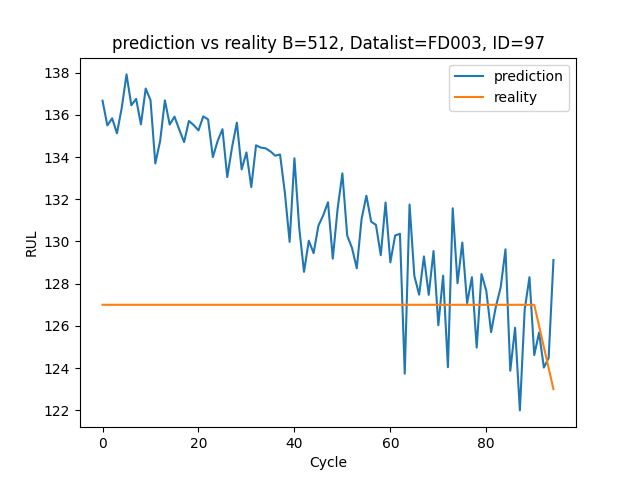 prediction vs reality B=512, Datalist=FD003, ID=97
prediction
reality
RUL
138
136
134
132
130
128
126
124
122
0 20 40 60 80
Cycle